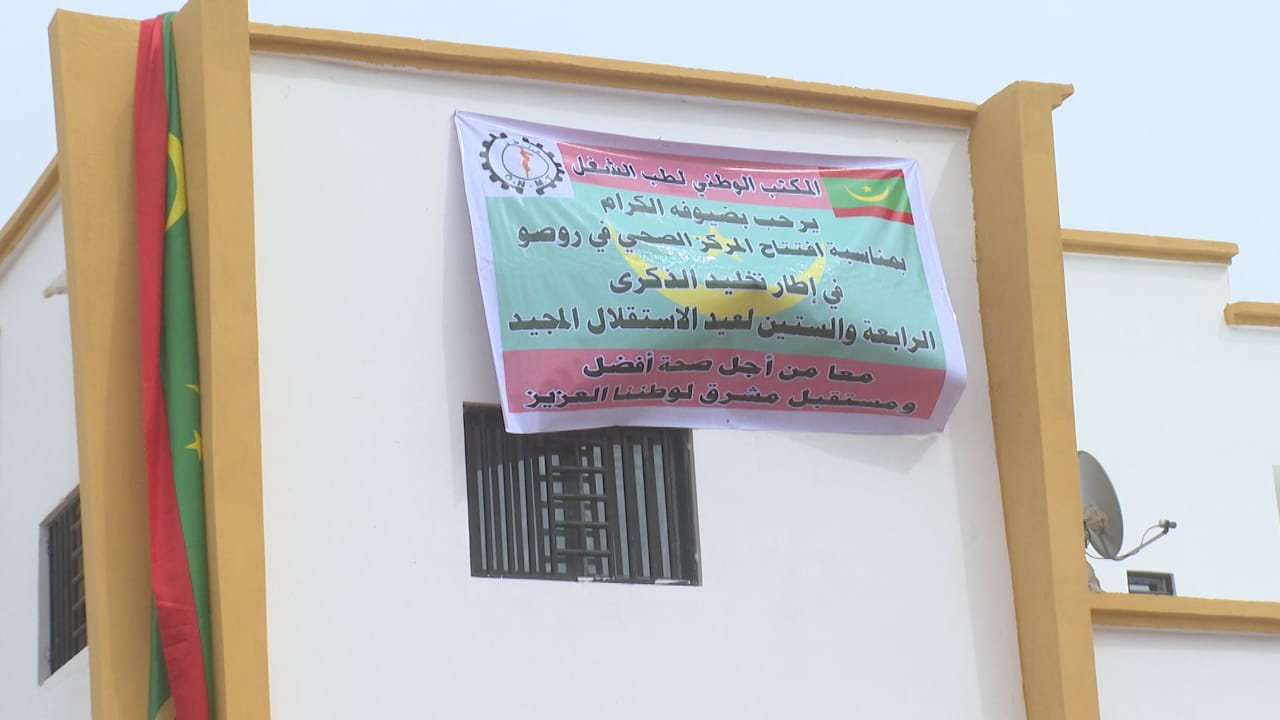 المكتب الوطني لطب الشغل
يرحب بضيوفه الكرام
بمناسبة افتتاح المركز الصحي في روصو
في إطار تخليد الذكرى
الرابعة والستين لعيد الاستقلال المجيد
معا من أجل صحة أفضل
ومستقبل مشرق لوطننا العزيز